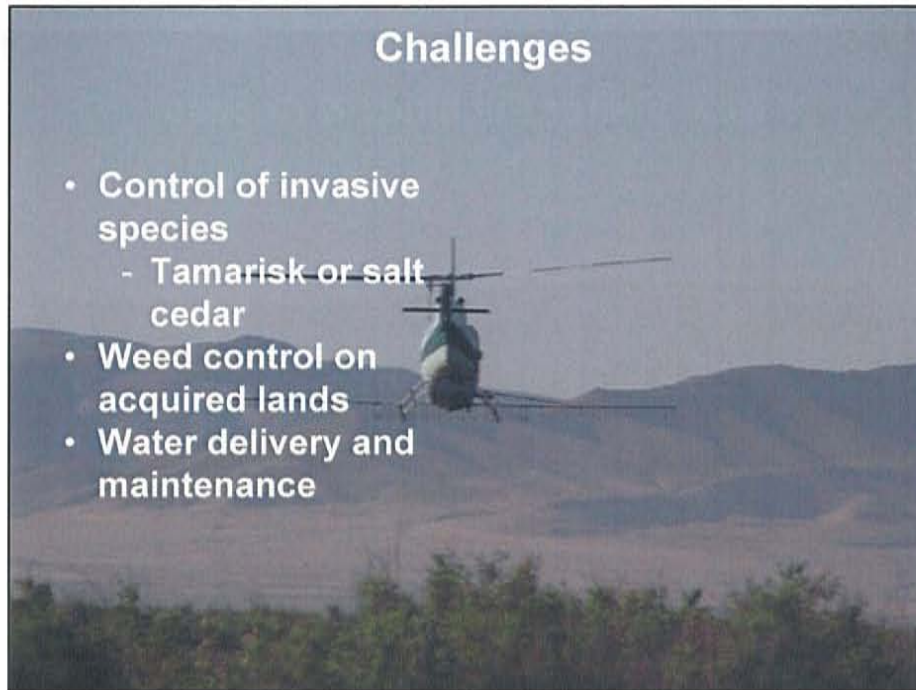 Challenges
• Control of invasive
species
- Tamarisk or salt
cedar
• Weed control on
acquired lands
• Water delivery and
maintenance